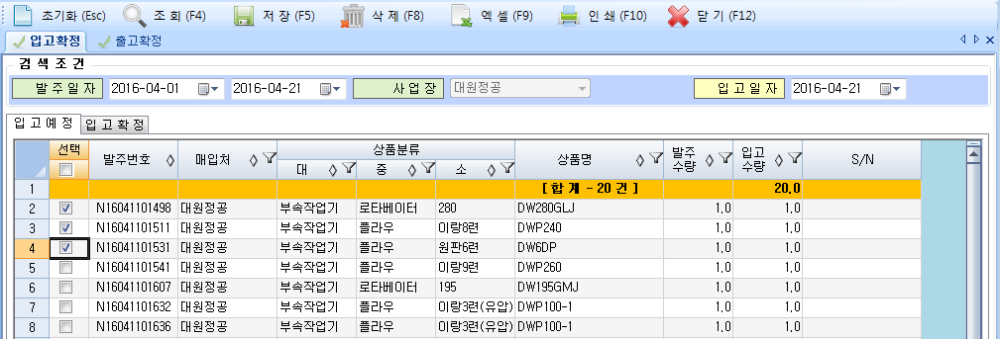 초기화 (Esc) 조 회 (F4) 저 장 (F5) 삭 제 (F8) 엑 셀 (F9) 인 쇄 (F10) 닫 기 (F12)
입고확정 출고확정
검 색 조 건
발 주 일 자 2016-04-01 2016-04-21 사 업 장 대원정공 입 고 일 자 2016-04-21
입 고 예 정 입 고 확 정
선택 발주번호 매입처 상품분류 상품명 발주 수량 입고 수량 S/N
대 중 소
1 [ 합 계 - 20 건 ] 20.0
2 N16041101498 대원정공 부속작업기 로타베이터 280 DW280GLJ 1.0 1.0
3 N16041101511 대원정공 부속작업기 플라우 이랑8련 DWP240 1.0 1.0
4 N16041101531 대원정공 부속작업기 플라우 원판6련 DW6DP 1.0 1.0
5 N16041101541 대원정공 부속작업기 플라우 이랑9련 DWP260 1.0 1.0
6 N16041101607 대원정공 부속작업기 로타베이터 195 DW195GMJ 1.0 1.0
7 N16041101632 대원정공 부속작업기 플라우 이랑3련(유압) DWP100-1 1.0 1.0
8 N16041101636 대원정공 부속작업기 플라우 이랑3련(유압) DWP100-1 1.0 1.0